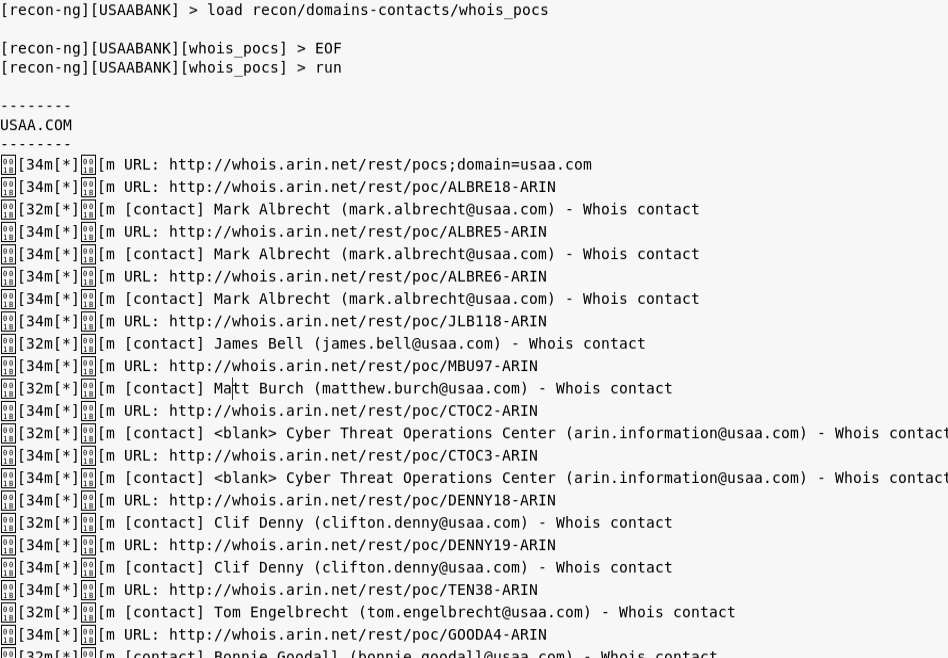 [recon-ng][USAABANK] > load recon/domains-contacts/whois_pocs
[recon-ng][USAABANK][whois_pocs] > EOF
[recon-ng][USAABANK][whois_pocs] > run
--------
USAA.COM
--------
[34m[*][m URL: http://whois.arin.net/rest/pocs;domain=usaa.com
[34m[*][m URL: http://whois.arin.net/rest/poc/ALBRE18-ARIN
[32m[*][m [contact] Mark Albrecht (mark.albrecht@usaa.com) - Whois contact
[34m[*][m URL: http://whois.arin.net/rest/poc/ALBRE5-ARIN
[34m[*][m [contact] Mark Albrecht (mark.albrecht@usaa.com) - Whois contact
[34m[*][m URL: http://whois.arin.net/rest/poc/ALBRE6-ARIN
[34m[*][m [contact] Mark Albrecht (mark.albrecht@usaa.com) - Whois contact
[34m[*][m URL: http://whois.arin.net/rest/poc/JLB118-ARIN
[32m[*][m [contact] James Bell (james.bell@usaa.com) - Whois contact
[34m[*][m URL: http://whois.arin.net/rest/poc/MBU97-ARIN
[32m[*][m [contact] Matt Burch (matthew.burch@usaa.com) - Whois contact
[34m[*][m URL: http://whois.arin.net/rest/poc/CTOC2-ARIN
[32m[*][m [contact] <blank> Cyber Threat Operations Center (arin.information@usaa.com) - Whois contact
[34m[*][m URL: http://whois.arin.net/rest/poc/CTOC3-ARIN
[34m[*][m [contact] <blank> Cyber Threat Operations Center (arin.information@usaa.com) - Whois contact
[34m[*][m URL: http://whois.arin.net/rest/poc/DENNY18-ARIN
[32m[*][m [contact] Clif Denny (clifton.denny@usaa.com) - Whois contact
[34m[*][m URL: http://whois.arin.net/rest/poc/DENNY19-ARIN
[34m[*][m [contact] Clif Denny (clifton.denny@usaa.com) - Whois contact
[34m[*][m URL: http://whois.arin.net/rest/poc/TEN38-ARIN
[32m[*][m [contact] Tom Engelbrecht (tom.engelbrecht@usaa.com) - Whois contact
[34m[*][m URL: http://whois.arin.net/rest/poc/GOODA4-ARIN
[32m[*][m [contact] Bonnie Goodall (bonnie.goodall@usaa.com) - Whois contact